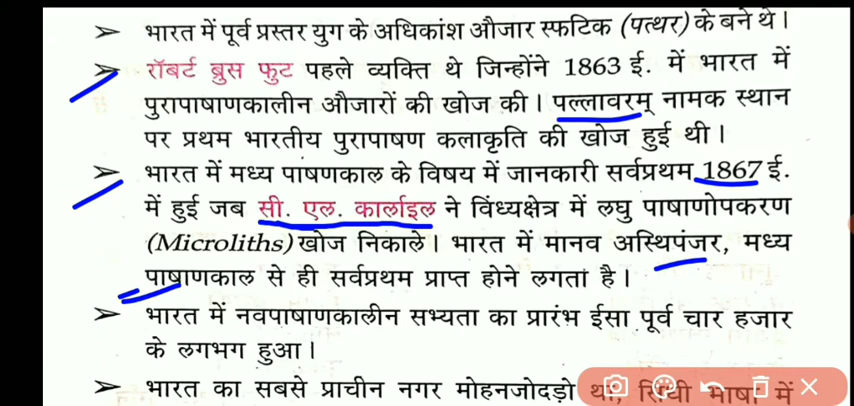 ➢ भारत में पूर्व प्रस्तर युग के अधिकांश औजार स्फटिक (पत्थर) के बने थे।
➢ रॉबर्ट ब्रुस फुट पहले व्यक्ति थे जिन्होंने 1863 ई. में भारत में
पुरापाषाणकालीन औजारों की खोज की। पल्लावरम् नामक स्थान
पर प्रथम भारतीय पुरापाषण कलाकृति की खोज हुई थी।
➢ भारत में मध्य पाषणकाल के विषय में जानकारी सर्वप्रथम 1867 ई.
में हुई जब सी. एल. कार्लाइल ने विंध्यक्षेत्र में लघु पाषाणोपकरण
(Microliths) खोज निकाले। भारत में मानव अस्थिपंजर, मध्य
पाषाणकाल से ही सर्वप्रथम प्राप्त होने लगता है।
➢ भारत में नवपाषाणकालीन सभ्यता का प्रारंभ ईसा पूर्व चार हजार
के लगभग हुआ।
➢ भारत का सबसे प्राचीन नगर मोहनजोदड़ो था, सिंधी भाषा में